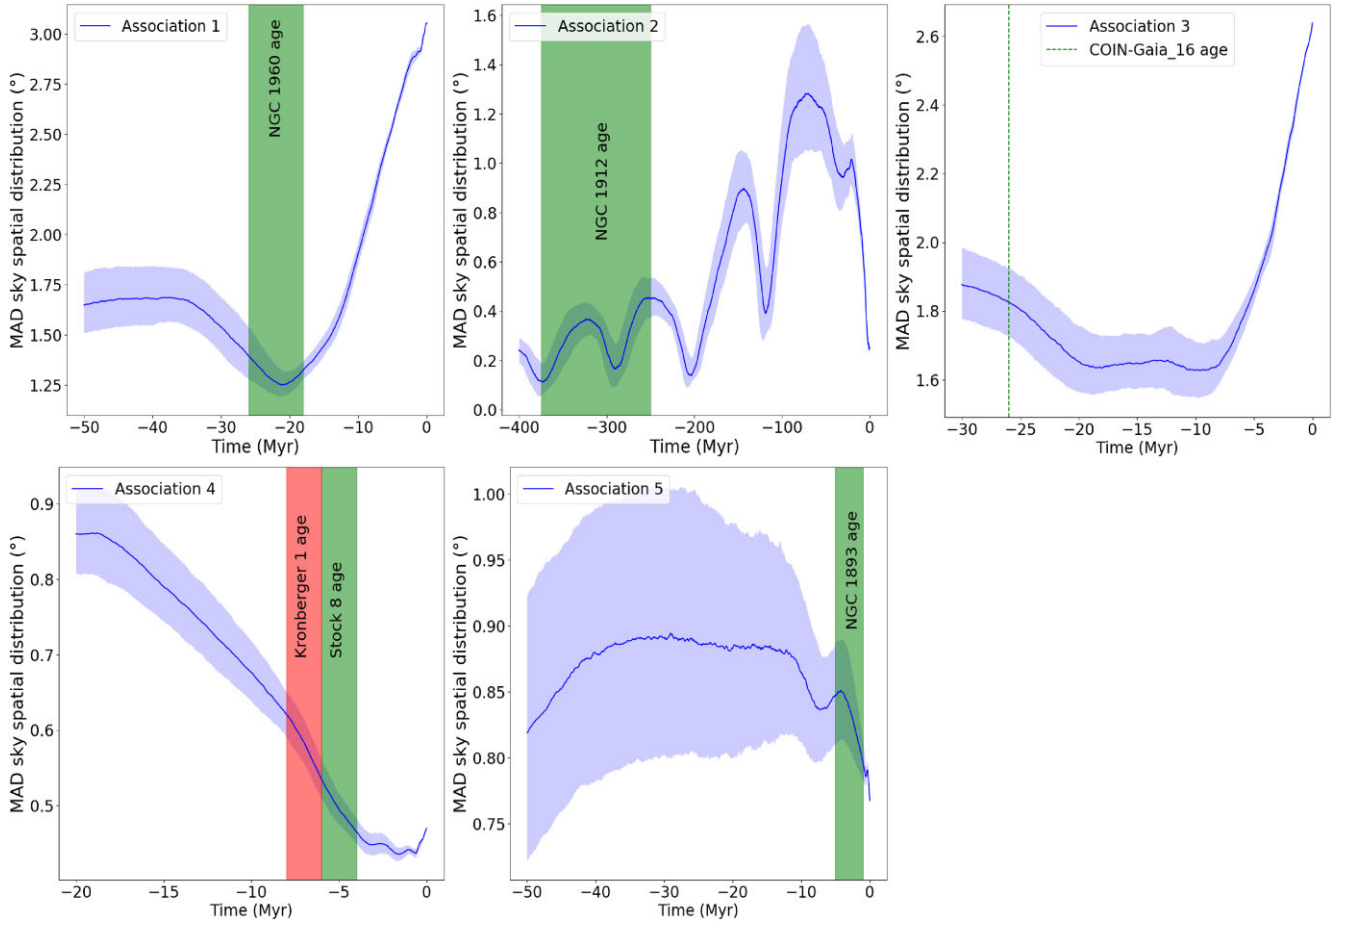 Association 1
NGC 1960 age
MAD sky spatial distribution (°)
3.00
2.75
2.50
2.25
2.00
1.75
1.50
1.25
−50 −40 −30 −20 −10 0
Time (Myr)
Association 2
NGC 1912 age
MAD sky spatial distribution (°)
1.6
1.4
1.2
1.0
0.8
0.6
0.4
0.2
0.0
−400 −300 −200 −100 0
Time (Myr)
Association 3
COIN-Gaia_16 age
MAD sky spatial distribution (°)
2.6
2.4
2.2
2.0
1.8
1.6
−30 −25 −20 −15 −10 −5 0
Time (Myr)
Association 4
Kronberger 1 age
Stock 8 age
MAD sky spatial distribution (°)
0.9
0.8
0.7
0.6
0.5
−20 −15 −10 −5 0
Time (Myr)
Association 5
NGC 1893 age
MAD sky spatial distribution (°)
1.00
0.95
0.90
0.85
0.80
0.75
−50 −40 −30 −20 −10 0
Time (Myr)